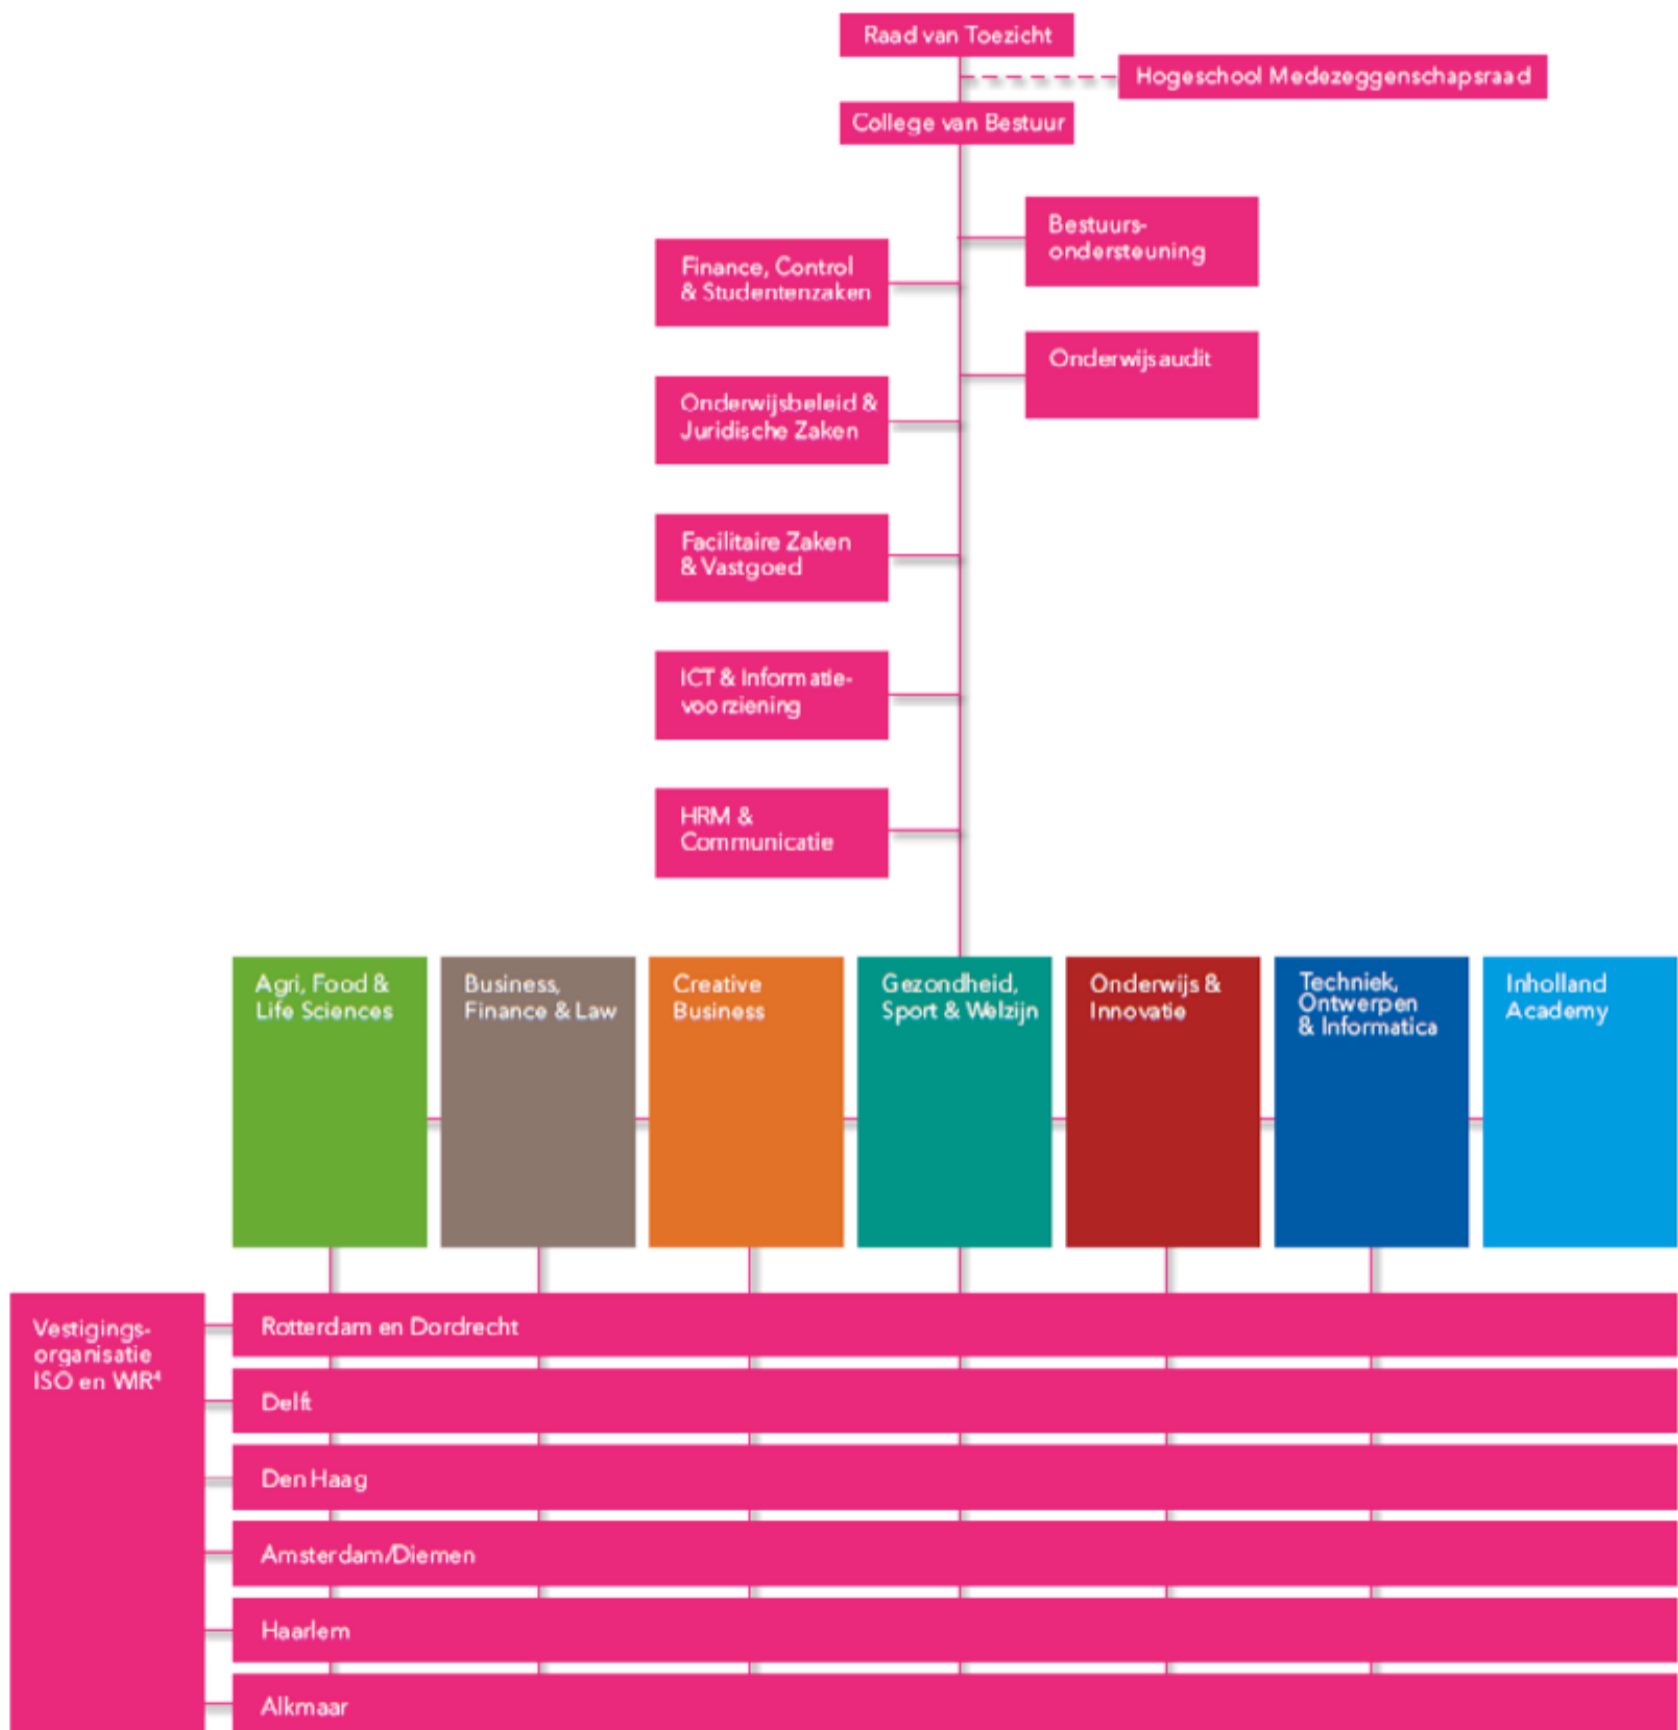 Raad van Toezicht
Hogeschool Medezeggenschapsraad
College van Bestuur
Bestuurs-
ondersteuning
Finance, Control
& Studentenzaken
Onderwijsaudit
Onderwijsbeleid &
Juridische Zaken
Facilitaire Zaken
& Vastgoed
ICT & Informatie-
voorziening
HRM &
Communicatie
Agri, Food &
Life Sciences
Business,
Finance & Law
Creative
Business
Gezondheid,
Sport & Welzijn
Onderwijs &
Innovatie
Techniek,
Ontwerpen
& Informatica
Inholland
Academy
Vestigings-
organisatie
ISO en WIR⁴
Rotterdam en Dordrecht
Delft
Den Haag
Amsterdam/Diemen
Haarlem
Alkmaar